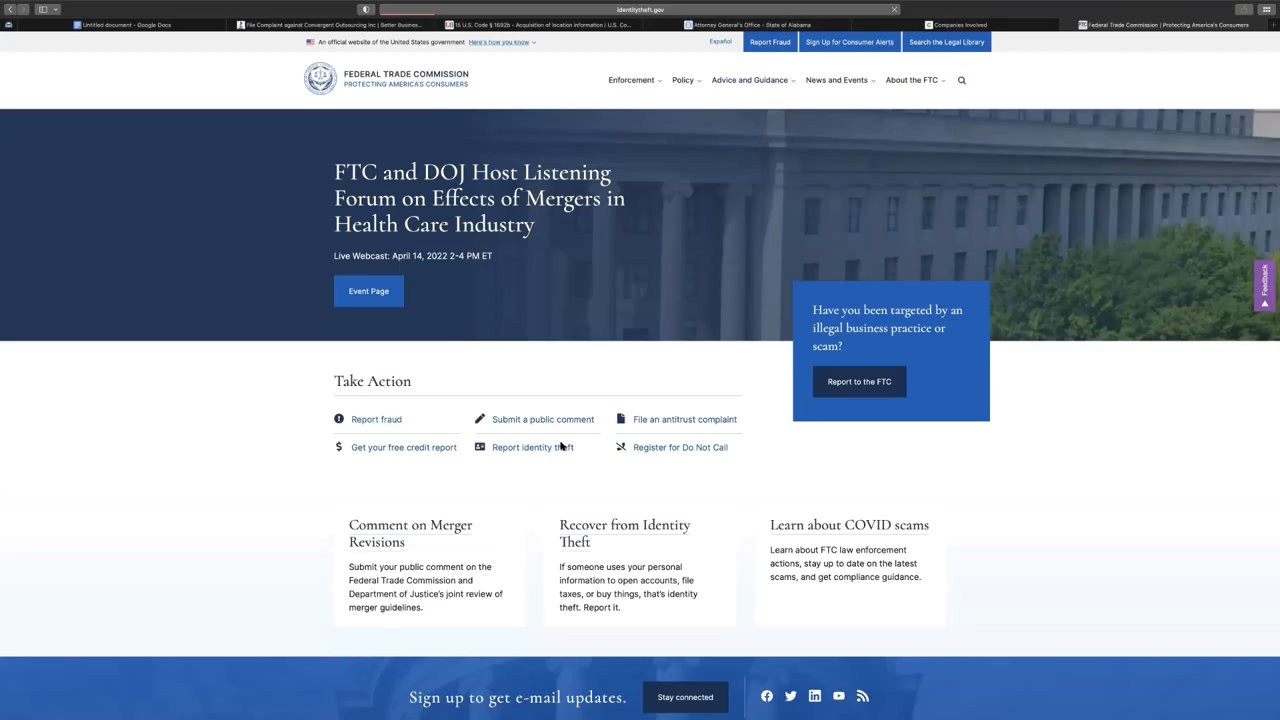 identitytheft.gov
Untitled document - Google Docs
File Complaint against Convergent Outsourcing Inc | Better Busines...
15 U.S. Code § 1692b - Acquisition of location information | U.S. Co...
Attorney General's Office - State of Alabama
Companies Involved
Federal Trade Commission | Protecting America's Consumers
An official website of the United States government Here's how you know
Español
Report Fraud
Sign Up for Consumer Alerts
Search the Legal Library
FEDERAL TRADE COMMISSION
PROTECTING AMERICA'S CONSUMERS
Enforcement
Policy
Advice and Guidance
News and Events
About the FTC
FTC and DOJ Host Listening
Forum on Effects of Mergers in
Health Care Industry
Live Webcast: April 14, 2022 2-4 PM ET
Event Page
Feedback
Have you been targeted by an
illegal business practice or
scam?
Report to the FTC
Take Action
Report fraud
Submit a public comment
File an antitrust complaint
Get your free credit report
Report identity theft
Register for Do Not Call
Comment on Merger
Revisions
Submit your public comment on the
Federal Trade Commission and
Department of Justice's joint review of
merger guidelines.
Recover from Identity
Theft
If someone uses your personal
information to open accounts, file
taxes, or buy things, that's identity
theft. Report it.
Learn about COVID scams
Learn about FTC law enforcement
actions, stay up to date on the latest
scams, and get compliance guidance.
Sign up to get e-mail updates.
Stay connected